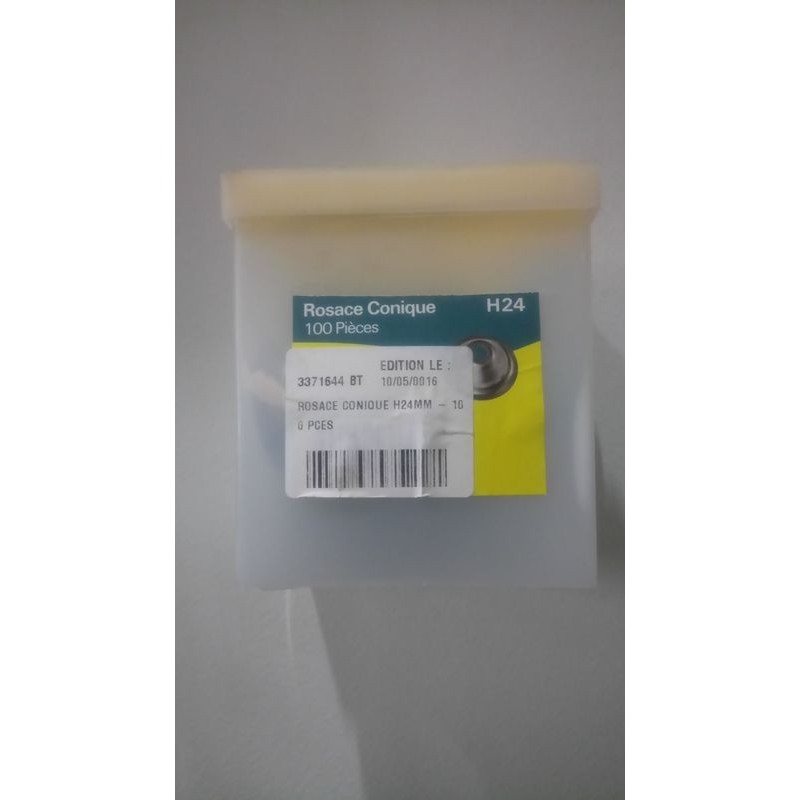 Rosace Conique H24
100 Pièces
EDITION LE :
3371644 BT 10/05/0016
ROSACE CONIQUE H24MM – 10
0 PCES